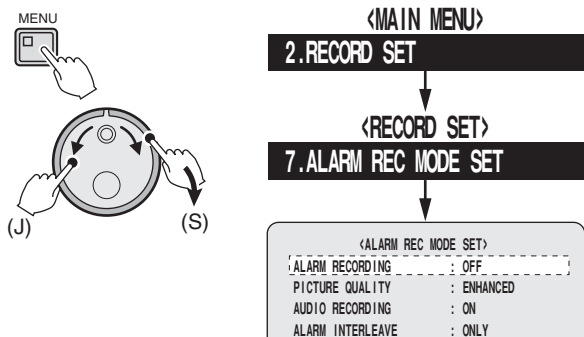 MENU
(J)
(S)
<MAIN MENU>
2.RECORD SET
<RECORD SET>
7.ALARM REC MODE SET
<ALARM REC MODE SET>
ALARM RECORDING : OFF
PICTURE QUALITY : ENHANCED
AUDIO RECORDING : ON
ALARM INTERLEAVE : ONLY